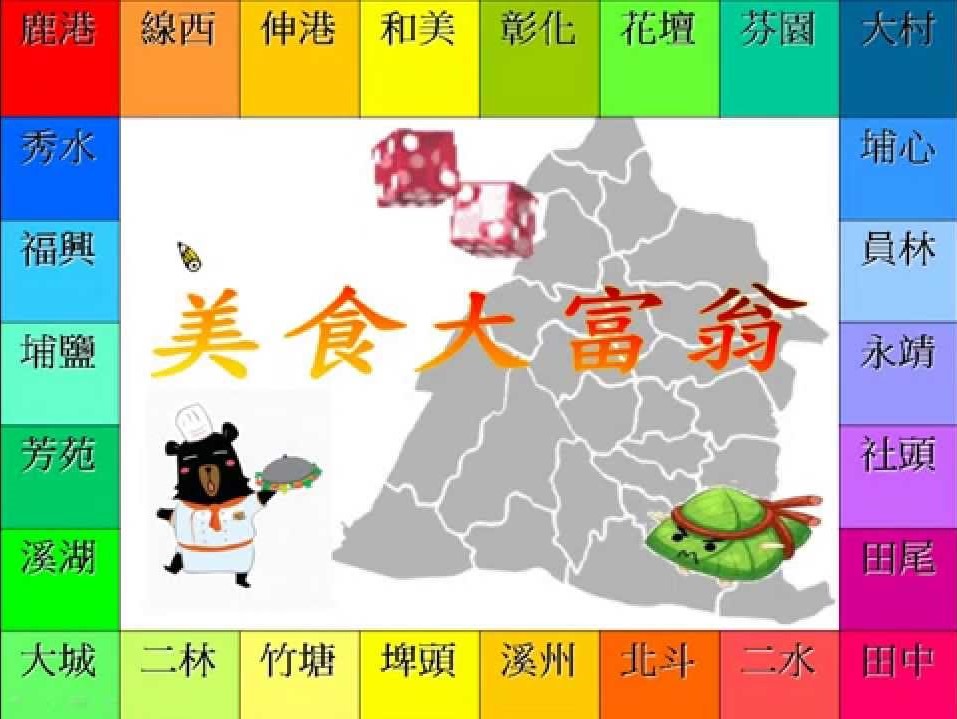 鹿港 線西 伸港 和美 彰化 花壇 芬園 大村
秀水 埔心
福興 員林
美食大富翁
埔鹽 永靖
芳苑 社頭
溪湖 田尾
大城 二林 竹塘 埤頭 溪州 北斗 二水 田中